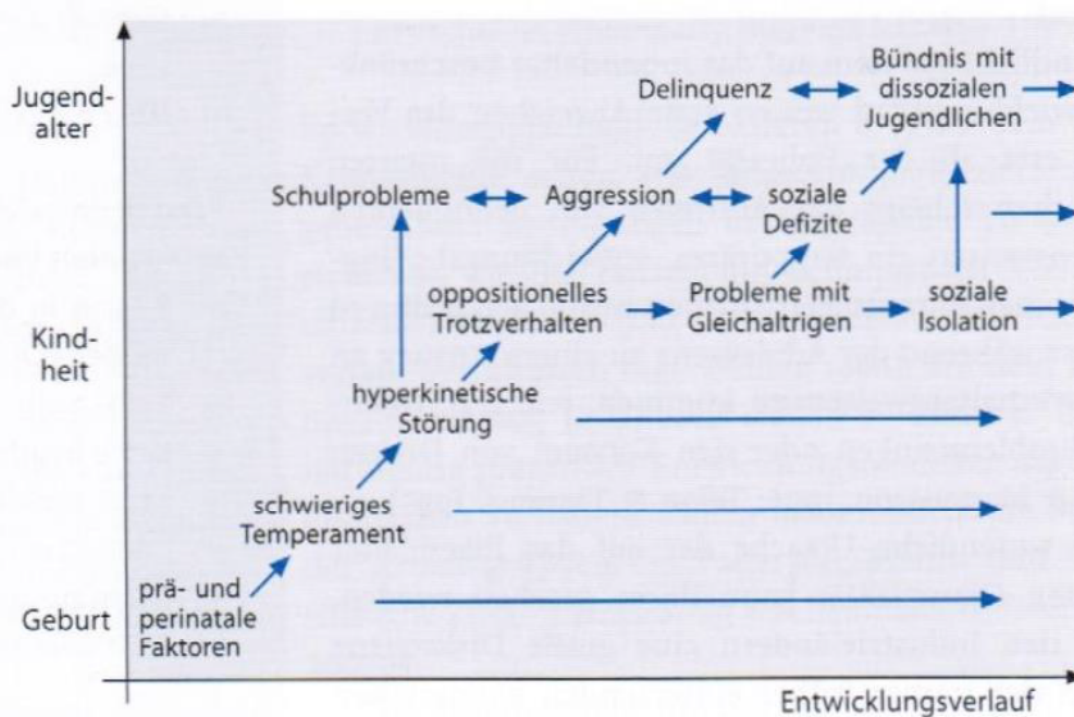 Jugend-
alter
Delinquenz
Bündnis mit
dissozialen
Jugendlichen
Schulprobleme
Aggression
soziale
Defizite
Kind-
heit
oppositionelles
Trotzverhalten
Probleme mit
Gleichaltrigen
soziale
Isolation
hyperkinetische
Störung
schwieriges
Temperament
Geburt
prä- und
perinatale
Faktoren
Entwicklungsverlauf